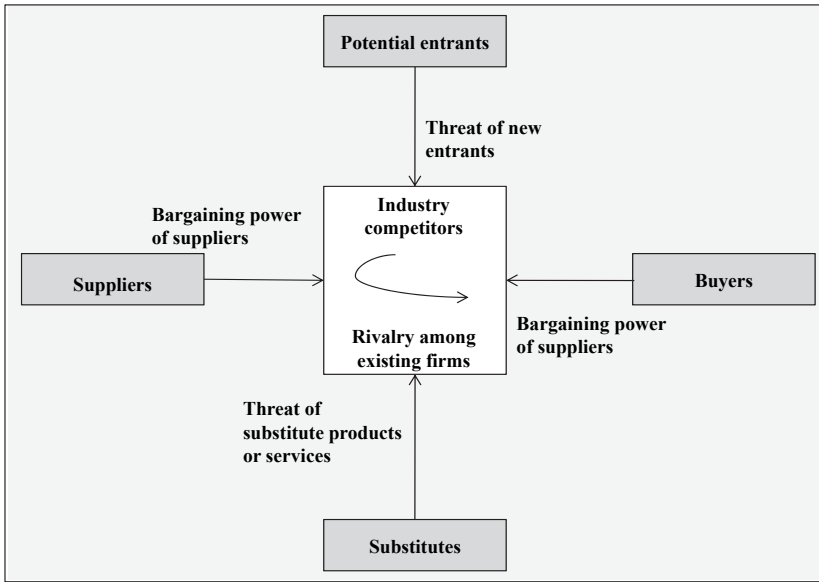 Potential entrants
Threat of new
entrants
Industry
competitors
Bargaining power
of suppliers
Suppliers
Buyers
Rivalry among
existing firms
Bargaining power
of suppliers
Threat of
substitute products
or services
Substitutes